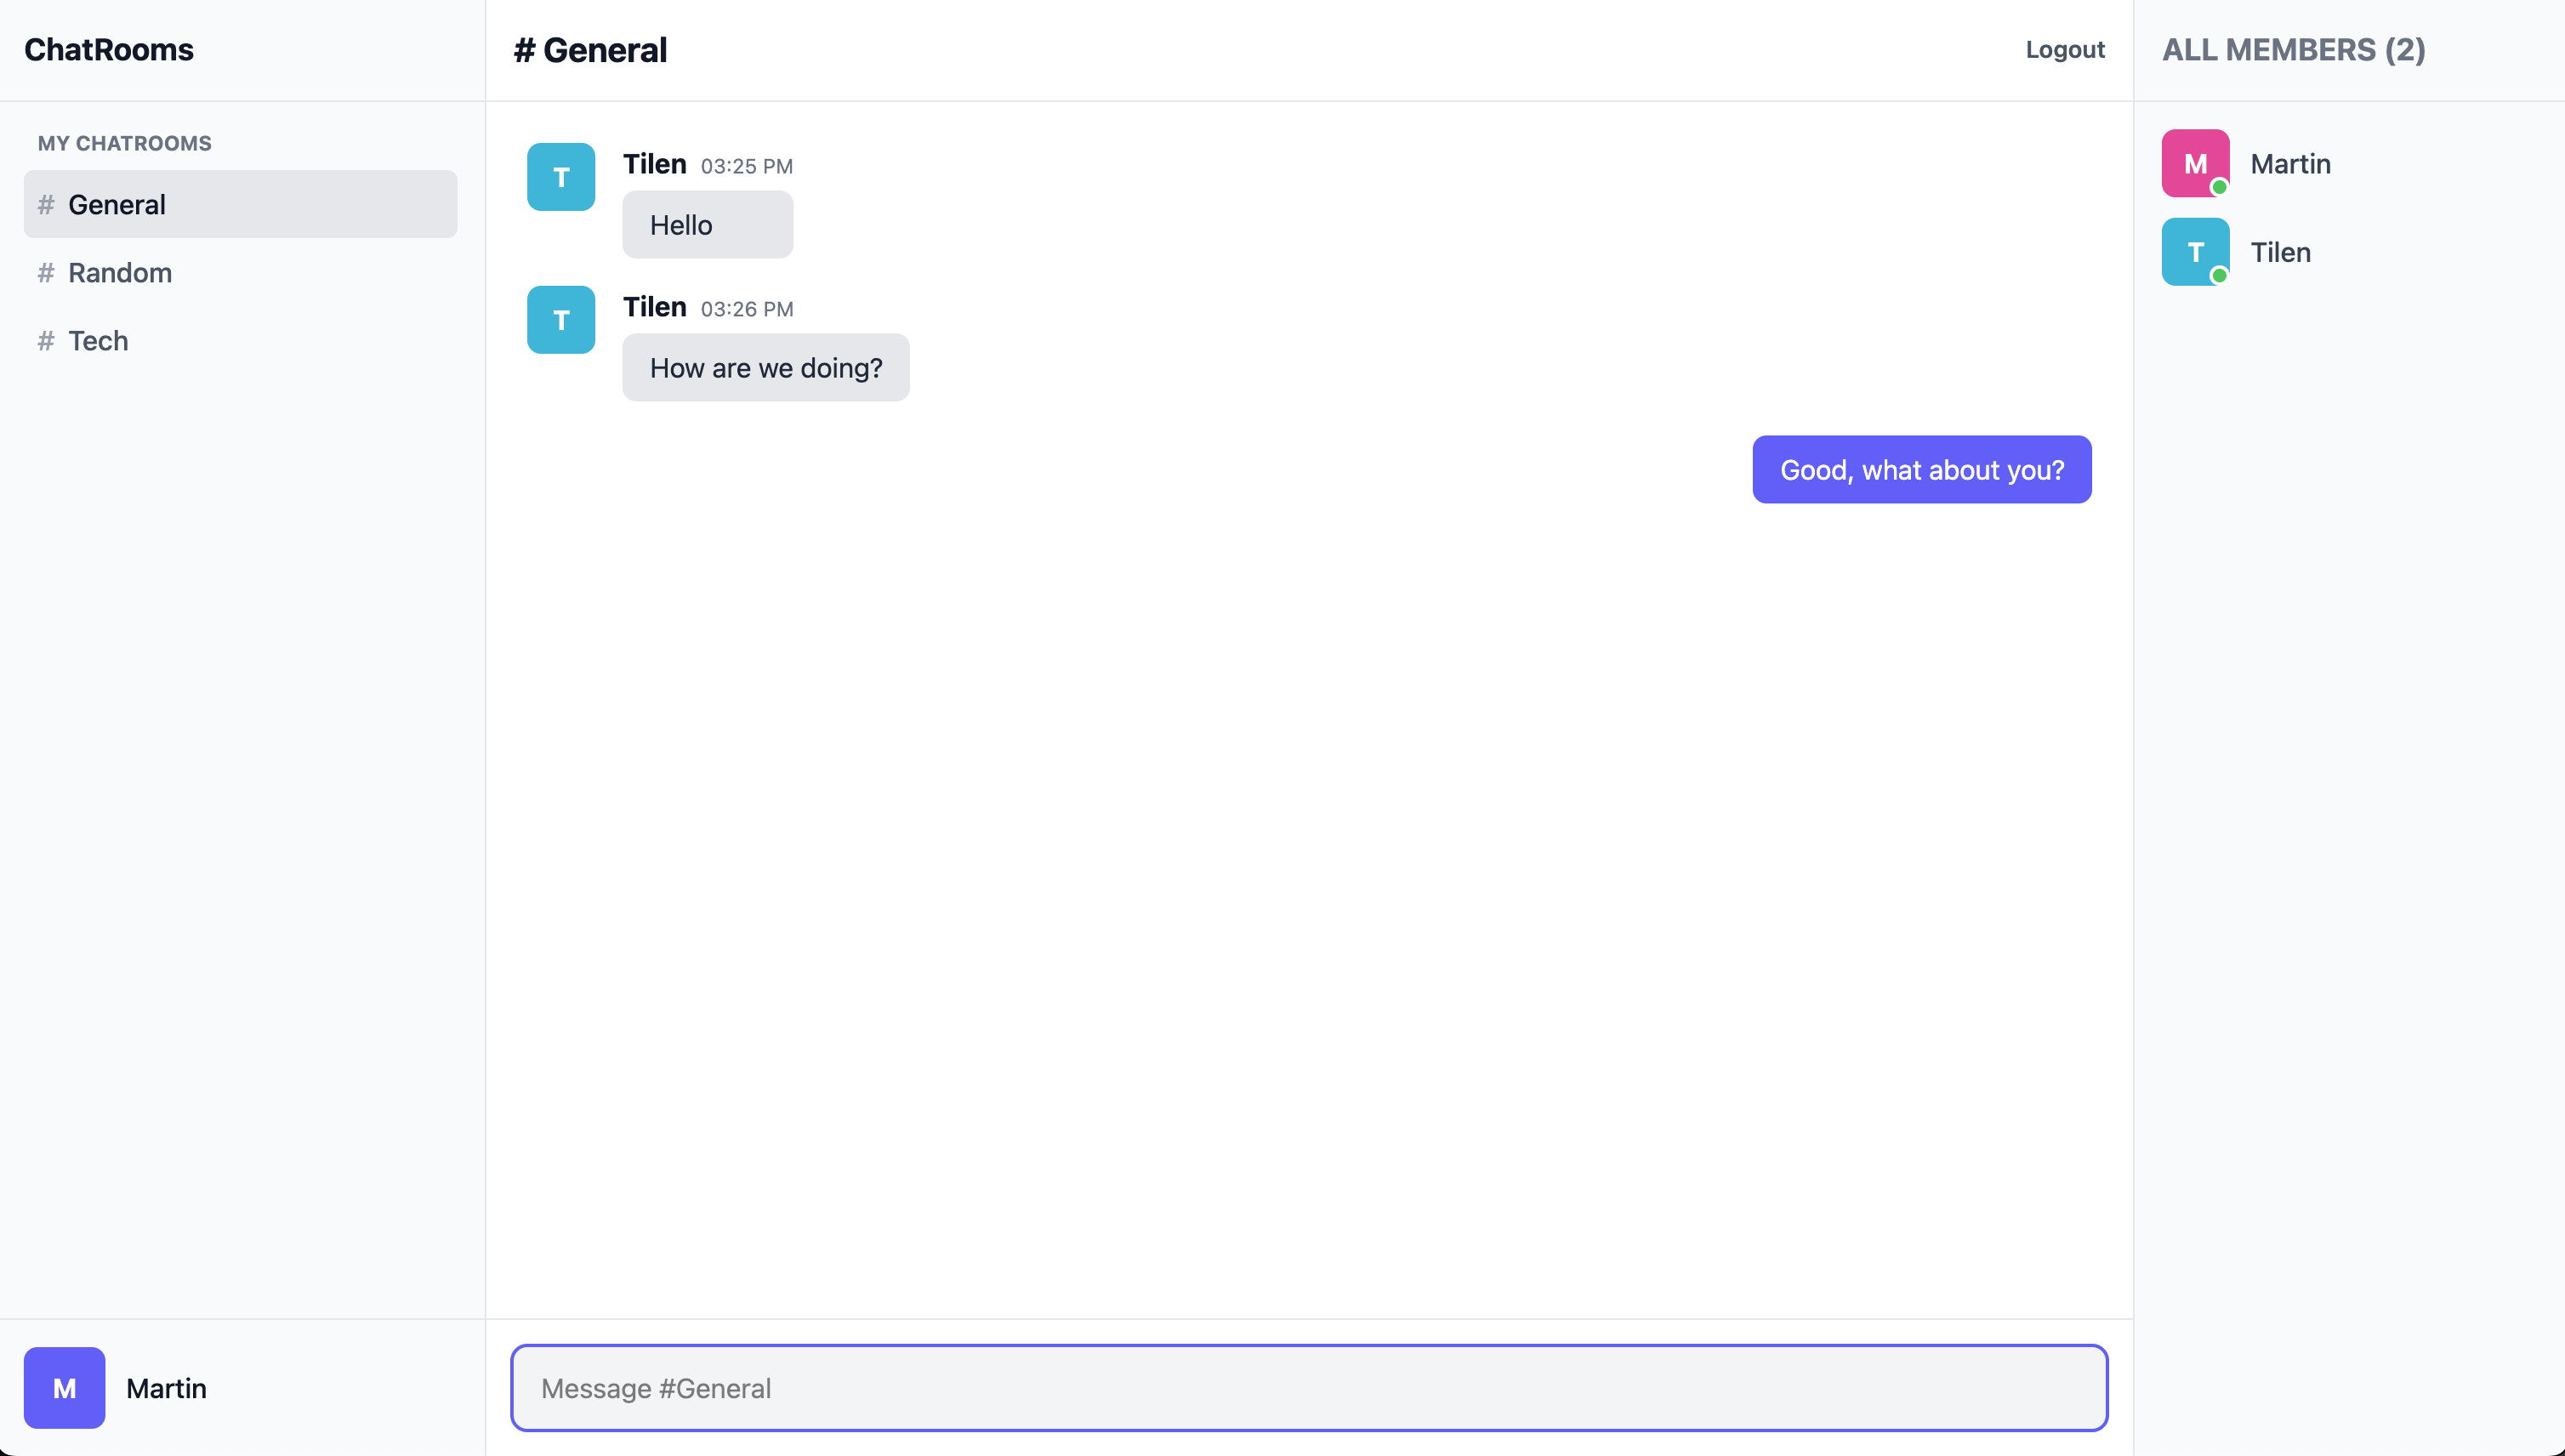 ChatRooms
MY CHATROOMS
# General
# Random
# Tech
M Martin
# General
Logout
T
Tilen 03:25 PM
Hello
T
Tilen 03:26 PM
How are we doing?
Good, what about you?
Message #General
ALL MEMBERS (2)
M Martin
T Tilen